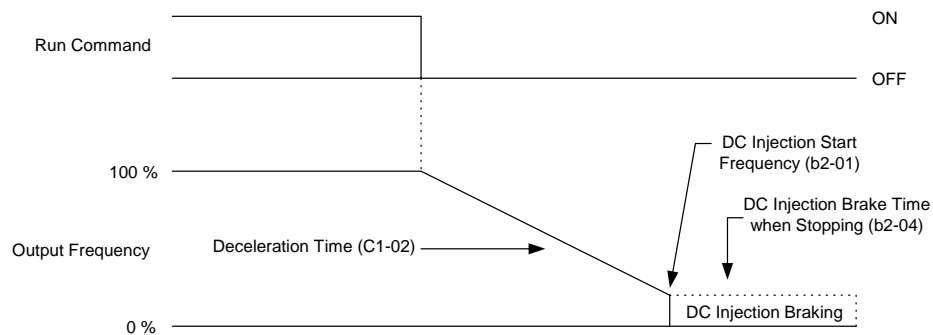 ON
Run Command
OFF
DC Injection Start
Frequency (b2-01)
100 %
DC Injection Brake Time
when Stopping (b2-04)
Deceleration Time (C1-02)
Output Frequency
DC Injection Braking
0 %